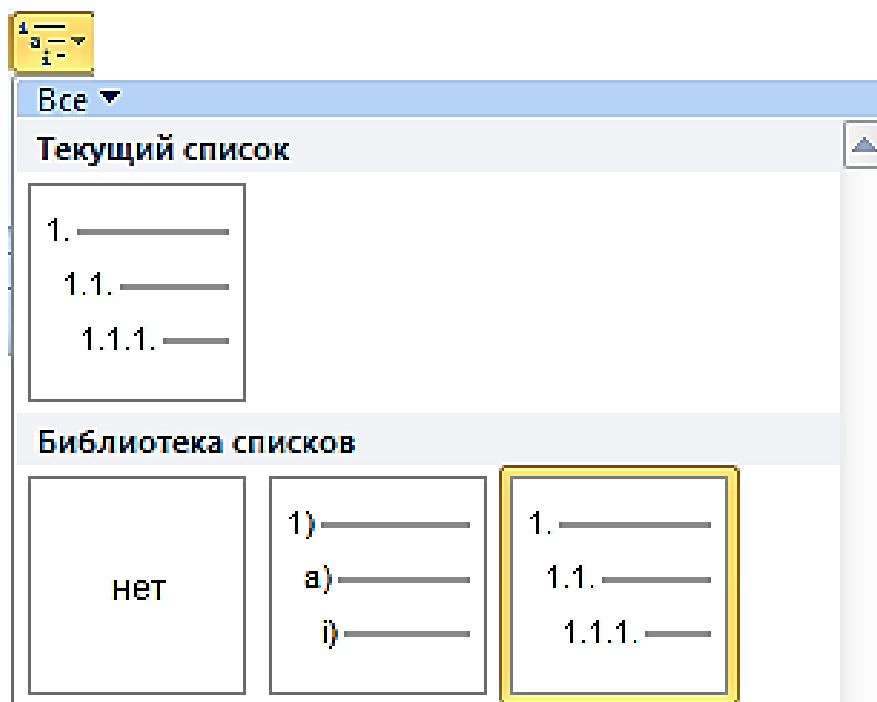 1
a
i
Все
Текущий список
1.
1.1.
1.1.1.
Библиотека списков
нет
1)
a)
i)
1.
1.1.
1.1.1.